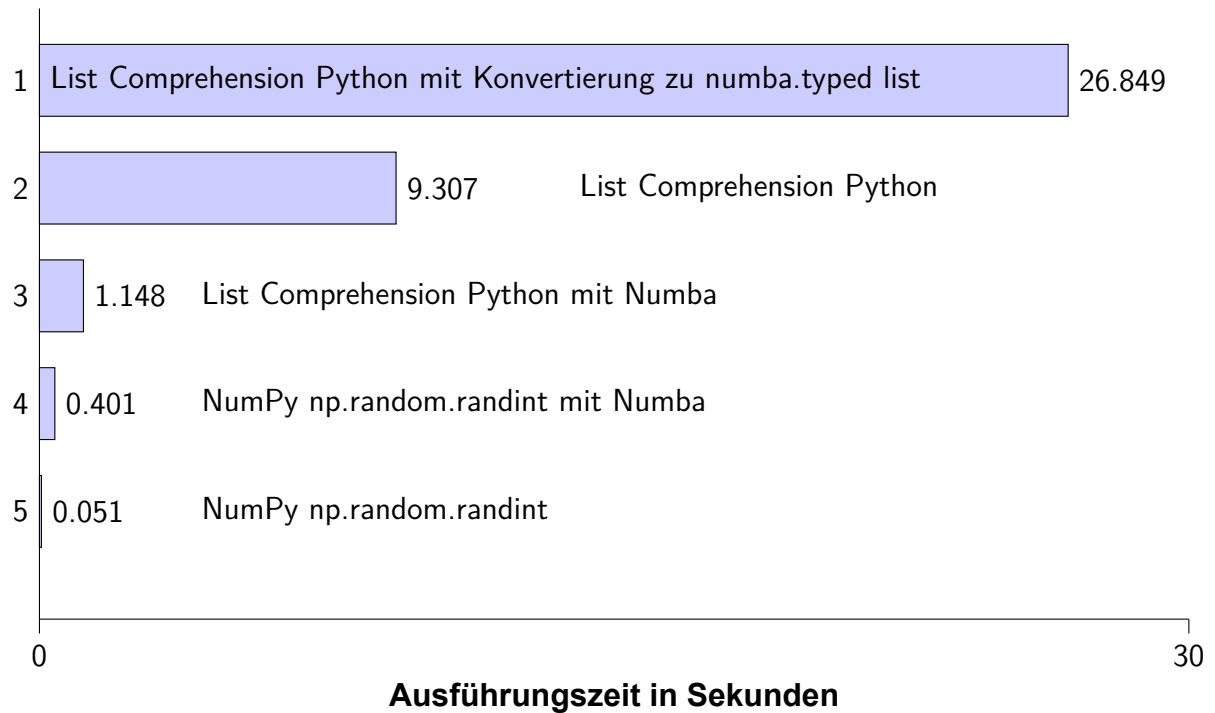 1 List Comprehension Python mit Konvertierung zu numba.typed list 26.849
2 9.307 List Comprehension Python
3 1.148 List Comprehension Python mit Numba
4 0.401 NumPy np.random.randint mit Numba
5 0.051 NumPy np.random.randint
0 30
Ausführungszeit in Sekunden